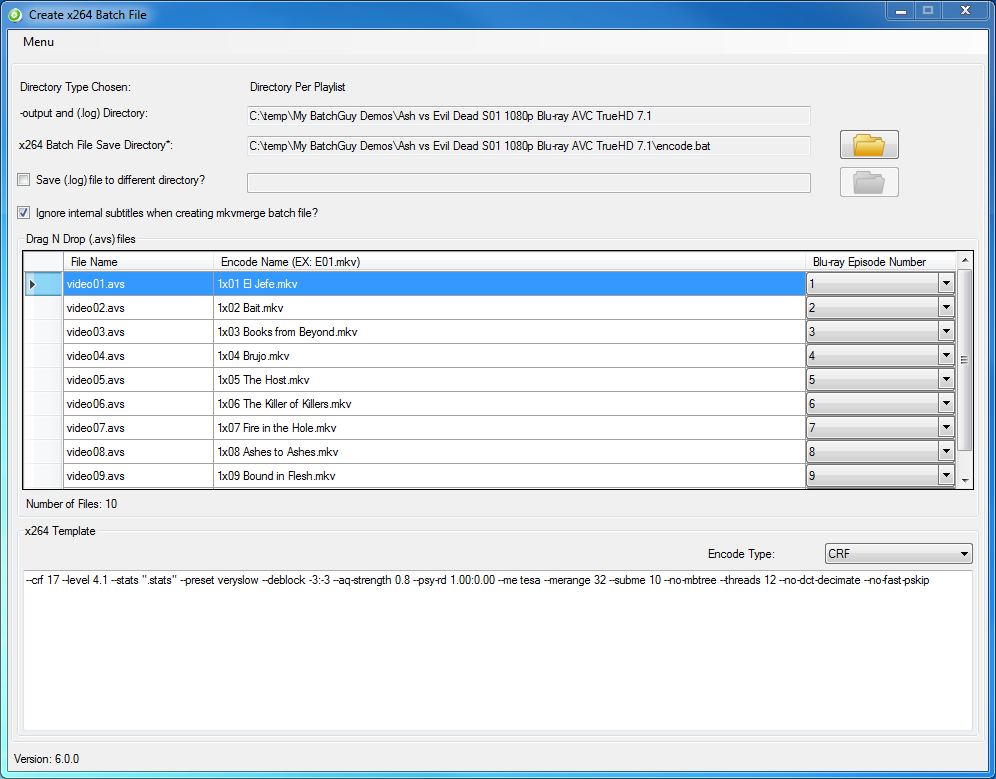 Create x264 Batch File
Menu
Directory Type Chosen: Directory Per Playlist
-output and (.log) Directory: C:\temp\My BatchGuy Demos\Ash vs Evil Dead S01 1080p Blu-ray AVC TrueHD 7.1
x264 Batch File Save Directory*: C:\temp\My BatchGuy Demos\Ash vs Evil Dead S01 1080p Blu-ray AVC TrueHD 7.1\encode.bat
Save (.log) file to different directory?
Ignore internal subtitles when creating mkvmerge batch file?
Drag N Drop (.avs) files
File Name Encode Name (EX: E01.mkv) Blu-ray Episode Number
video01.avs 1x01 El Jefe.mkv 1
video02.avs 1x02 Bait.mkv 2
video03.avs 1x03 Books from Beyond.mkv 3
video04.avs 1x04 Brujo.mkv 4
video05.avs 1x05 The Host.mkv 5
video06.avs 1x06 The Killer of Killers.mkv 6
video07.avs 1x07 Fire in the Hole.mkv 7
video08.avs 1x08 Ashes to Ashes.mkv 8
video09.avs 1x09 Bound in Flesh.mkv 9
Number of Files: 10
x264 Template
Encode Type: CRF
--crf 17 --level 4.1 --stats ".stats" --preset veryslow --deblock -3:-3 --aq-strength 0.8 --psy-rd 1.00:0.00 --me tesa --merange 32 --subme 10 --no-mbtree --threads 12 --no-dct-decimate --no-fast-pskip
Version: 6.0.0